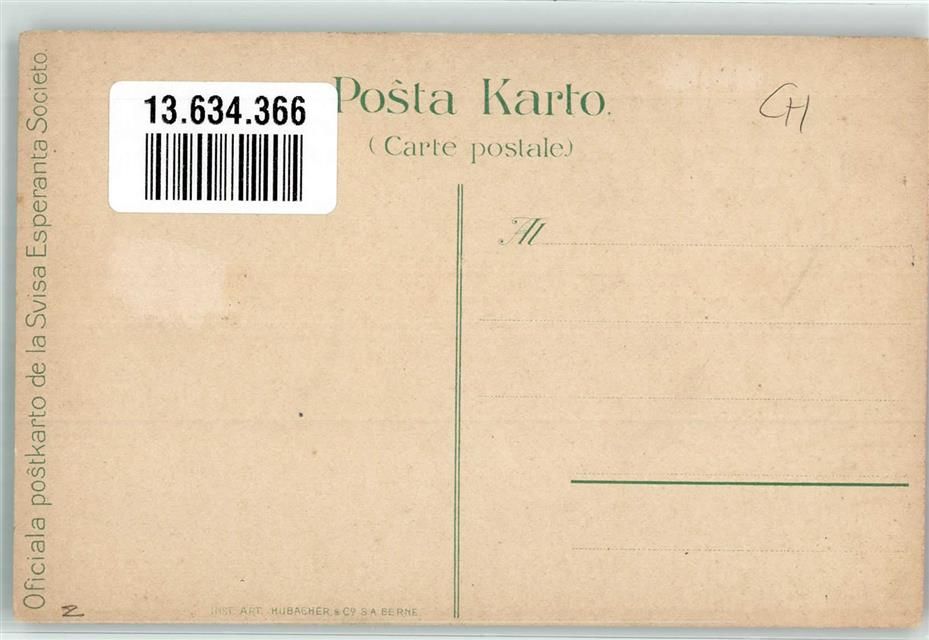 Oficiala poŝtkarto de la Svisa Esperanta Societo.
13.634.366
Poŝta Karto.
(Carte postale.)
CH
Al
Z
INST. ART. HUBACHER & Cº S.A. BERNE.